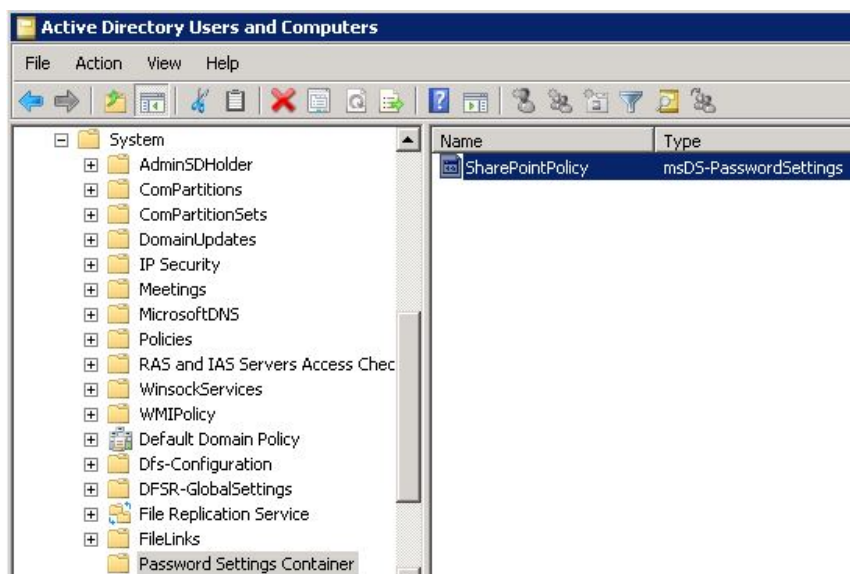 Active Directory Users and Computers
File Action View Help
System
AdminSDHolder
ComPartitions
ComPartitionSets
DomainUpdates
IP Security
Meetings
MicrosoftDNS
Policies
RAS and IAS Servers Access Chec
WinsockServices
WMIPolicy
Default Domain Policy
Dfs-Configuration
DFSR-GlobalSettings
File Replication Service
FileLinks
Password Settings Container
Name Type
SharePointPolicy msDS-PasswordSettings